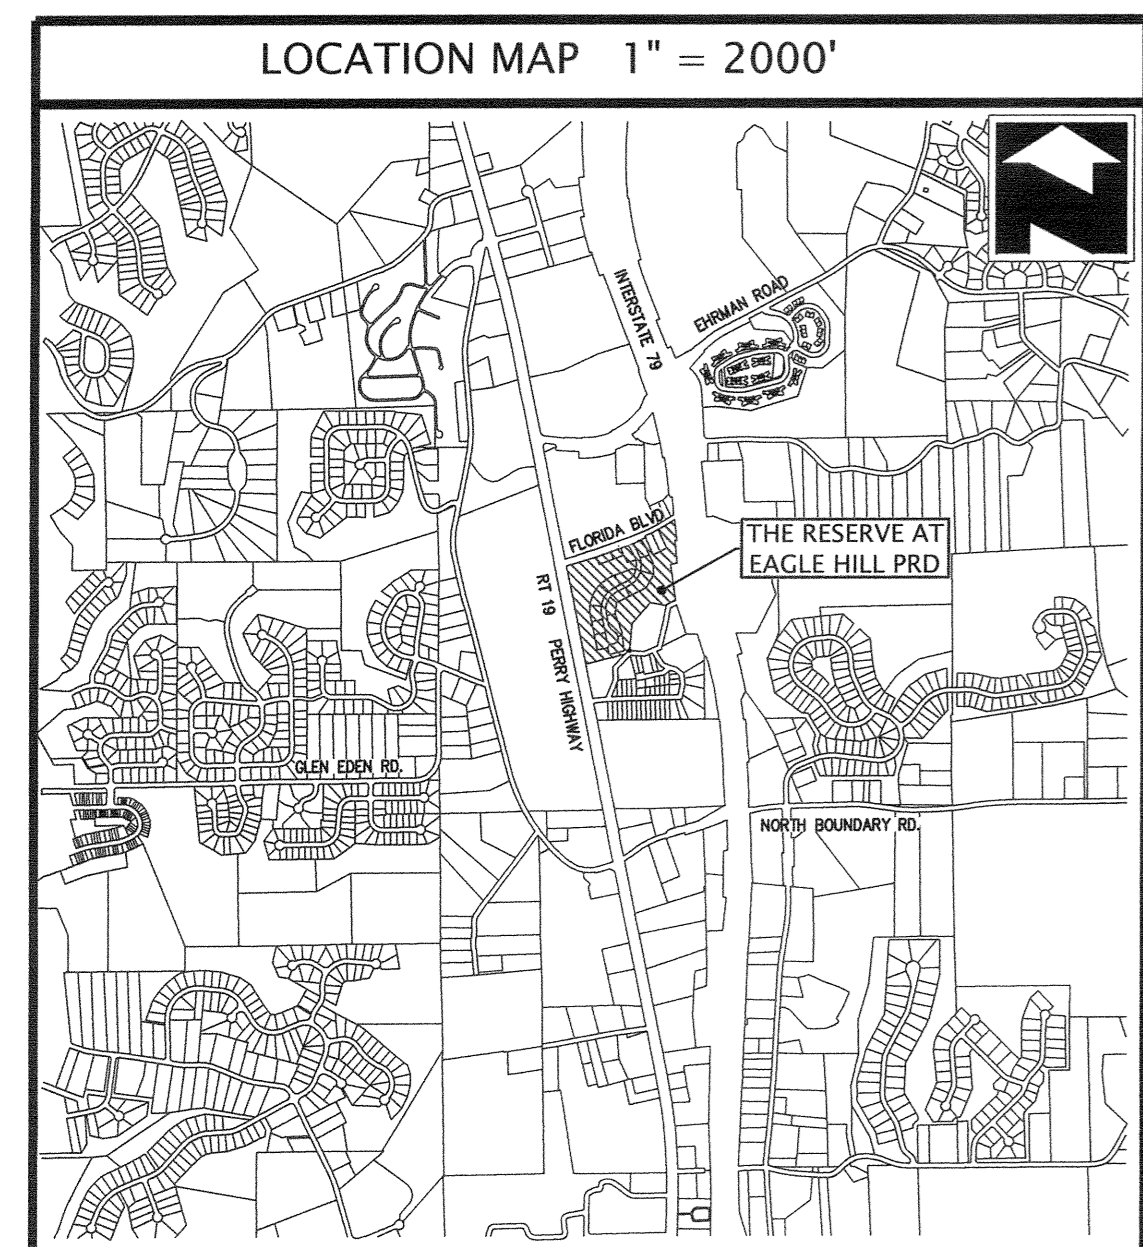 LOCATION MAP 1" = 2000'
INTERSTATE 79
EHRMAN ROAD
FLORIDA BLVD
THE RESERVE AT
EAGLE HILL PRD
RT 19 PERRY HIGHWAY
GLEN EDEN RD.
NORTH BOUNDARY RD.